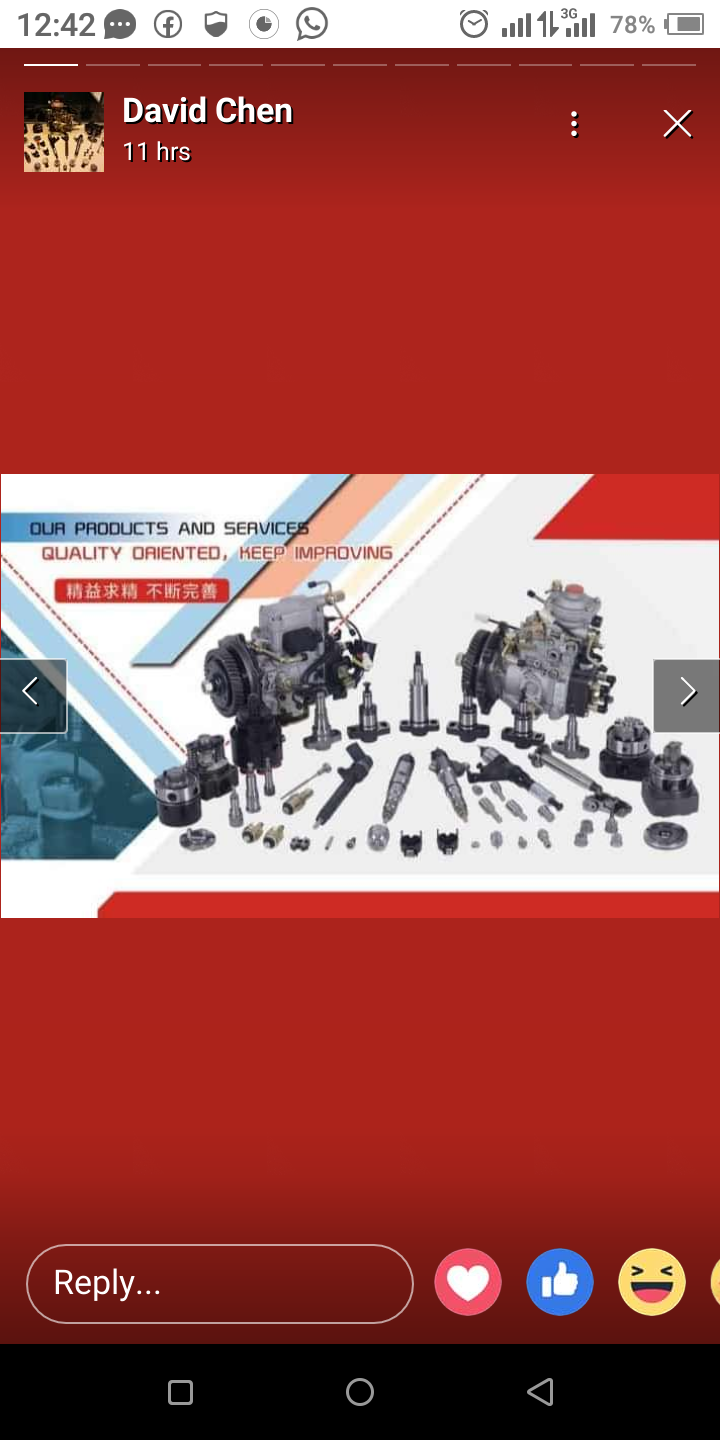 12:42
3G
78%
David Chen
11 hrs
OUR PRODUCTS AND SERVICES
QUALITY ORIENTED, KEEP IMPROVING
精益求精 不断完善
Reply...